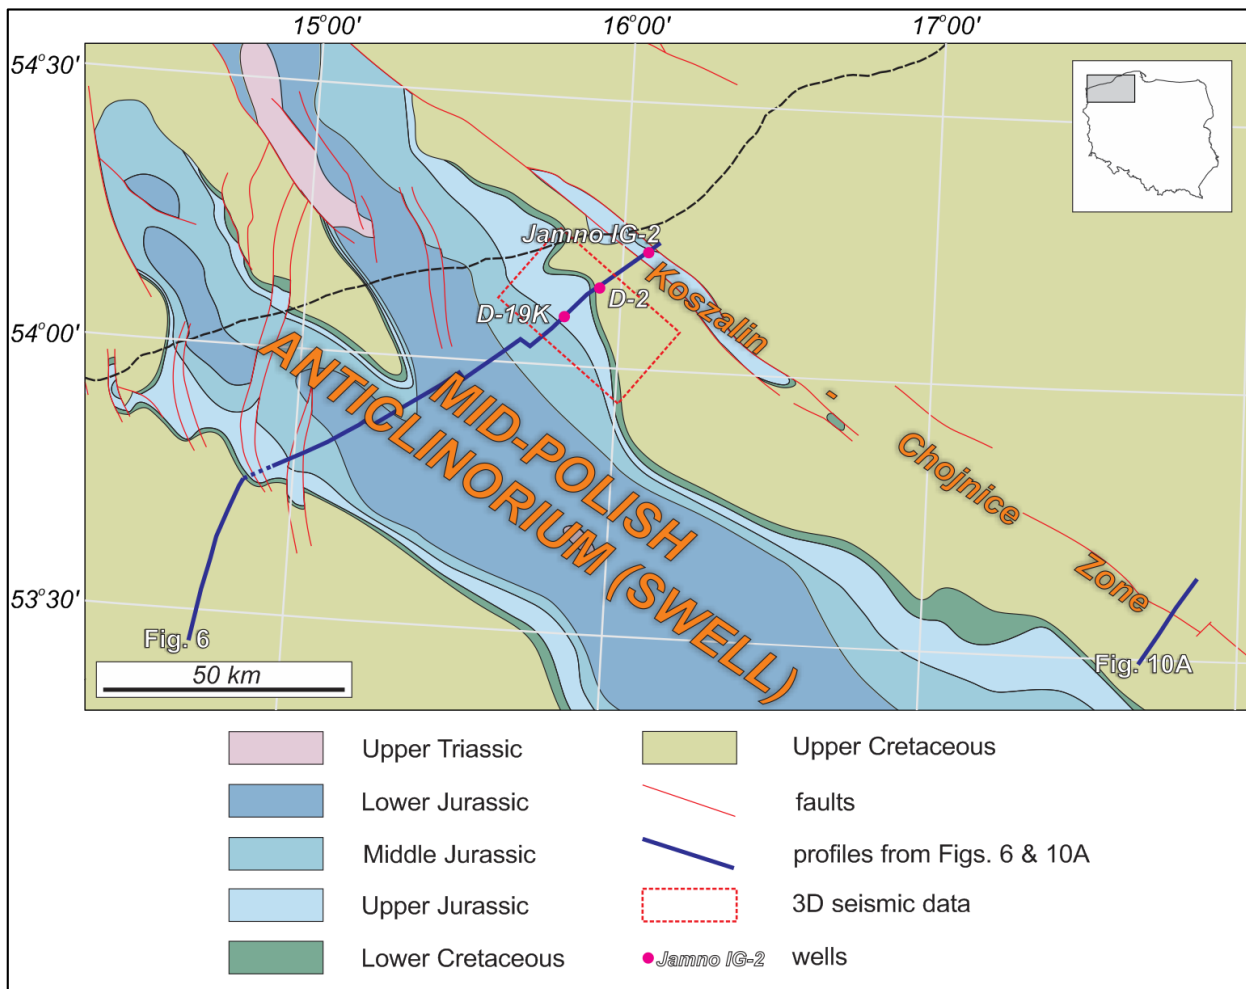 15°00'
16°00'
17°00'
54°30'
54°00'
53°30'
Jamno IG-2
D-2
D-19K
Koszalin
-
Chojnice
Zone
MID-POLISH
ANTICLINORIUM (SWELL)
Fig. 6
Fig. 10A
50 km
Upper Triassic
Lower Jurassic
Middle Jurassic
Upper Jurassic
Lower Cretaceous
Upper Cretaceous
faults
profiles from Figs. 6 & 10A
3D seismic data
Jamno IG-2
wells